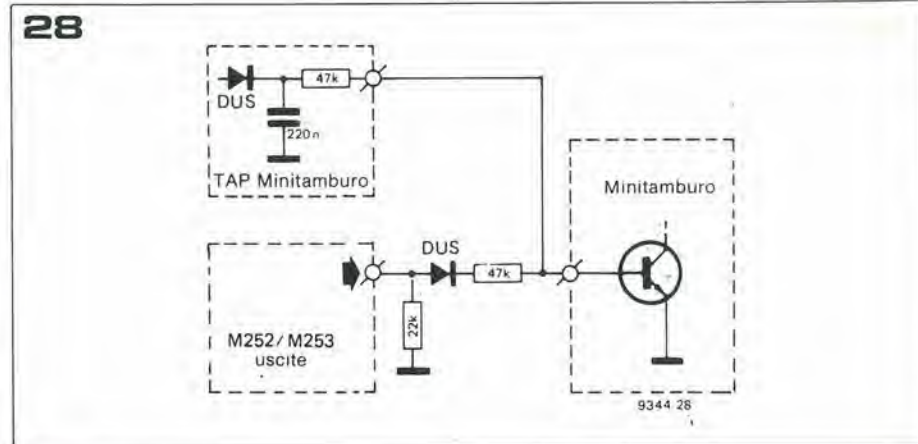 28
DUS
47k
220n
TAP Minitamburo
Minitamburo
DUS
47k
22k
M252/M253
uscite
9344 28